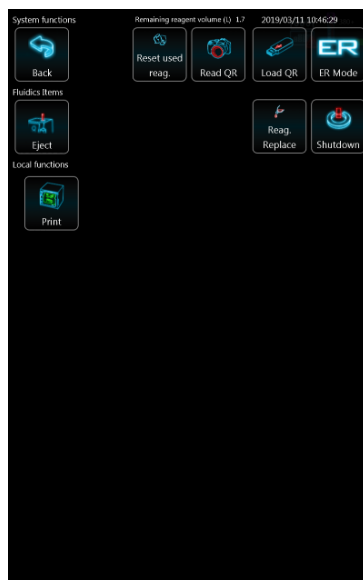 System functions
Remaining reagent volume (L) 1.7
2019/03/11 10:46:29
Back
Reset used
reag.
Read QR
Load QR
ER
ER Mode
Fluidics Items
Eject
Reag.
Replace
Shutdown
Local functions
Print